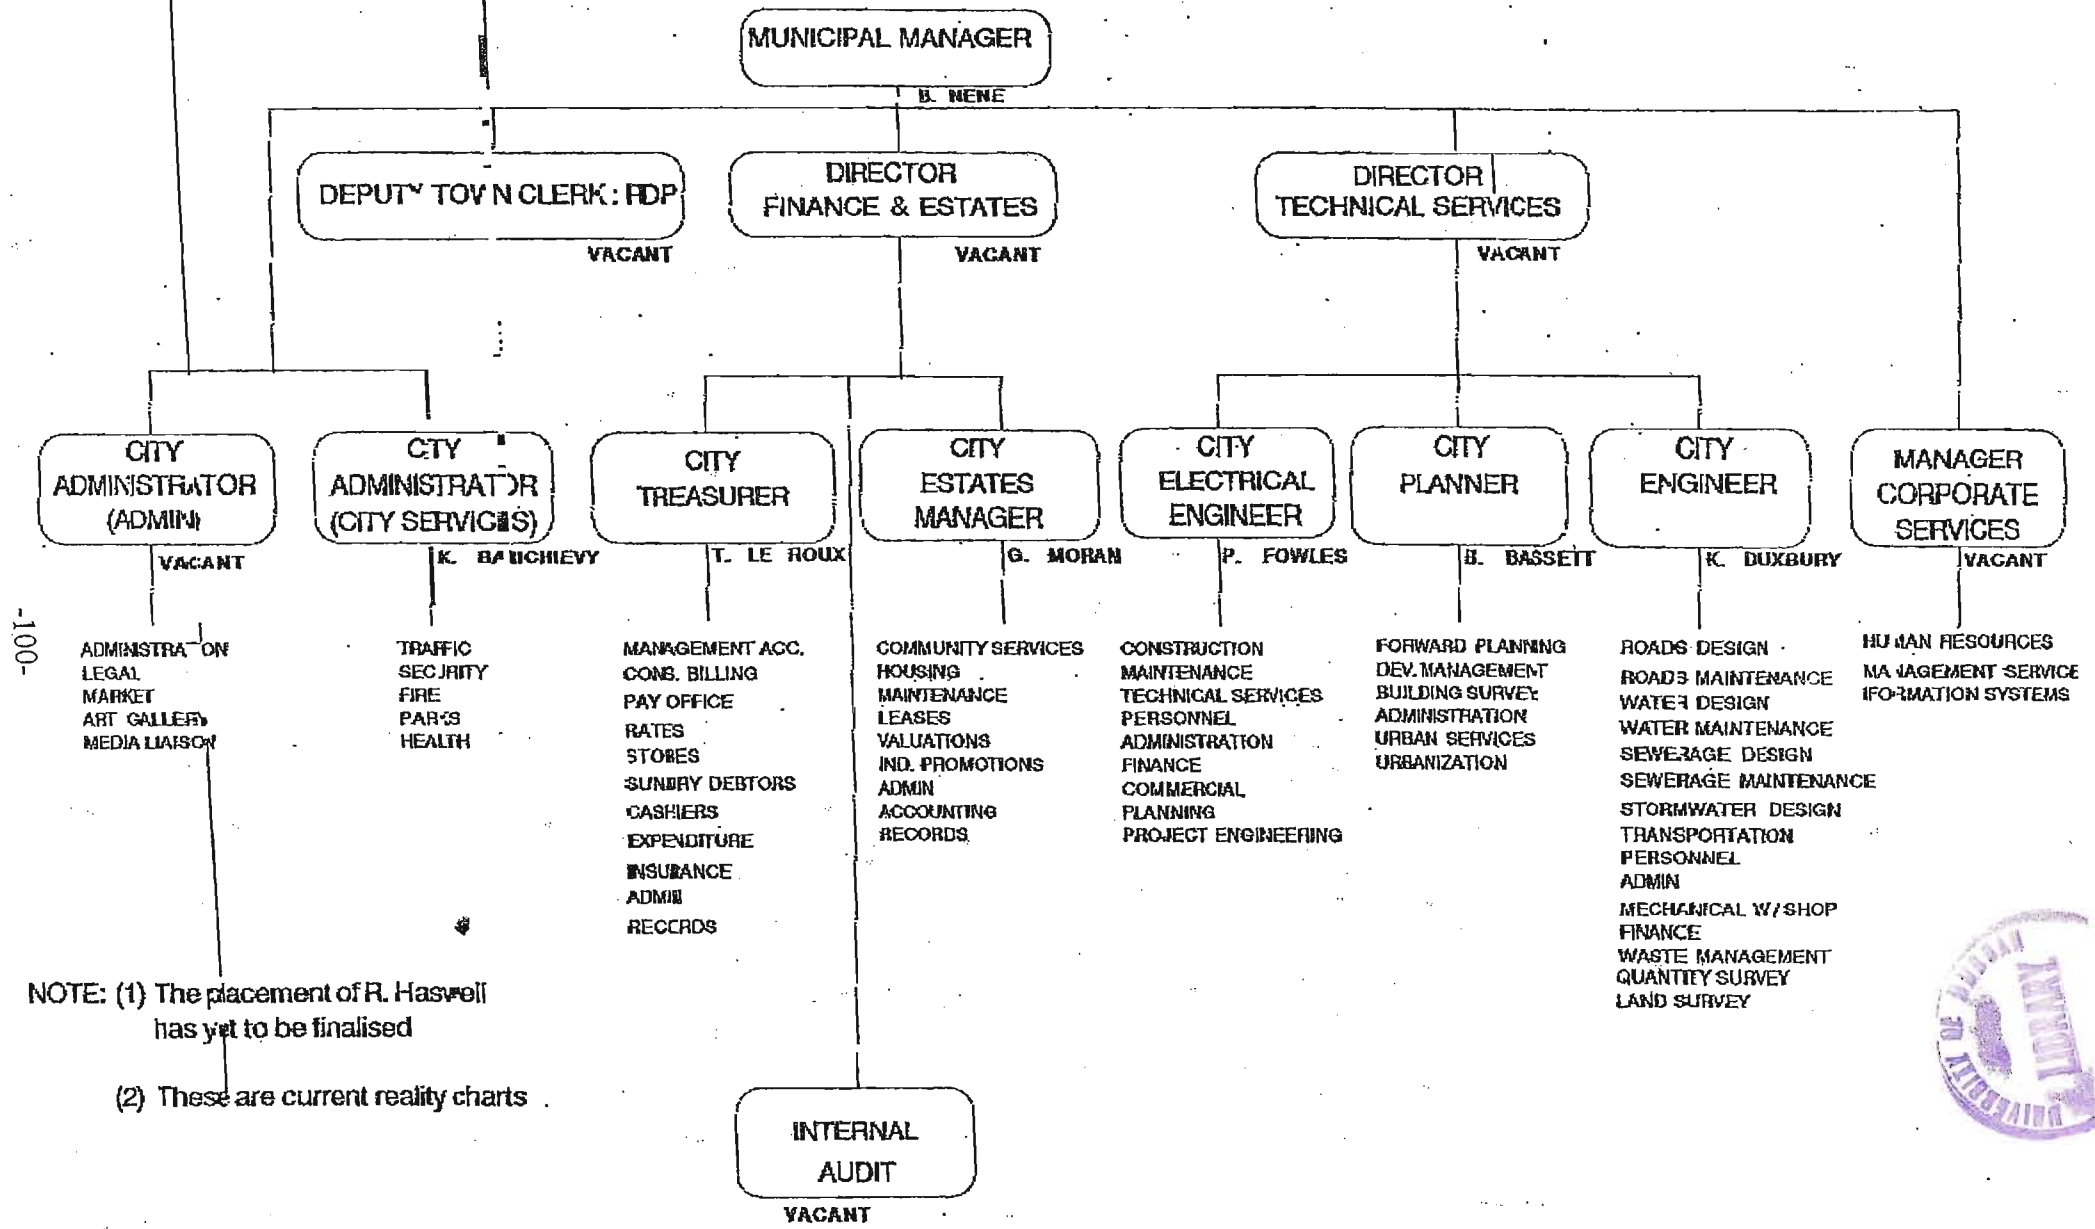 MUNICIPAL MANAGER
B. NENE
DEPUTY TOWN CLERK: RDP
VACANT
DIRECTOR
FINANCE & ESTATES
VACANT
DIRECTOR
TECHNICAL SERVICES
VACANT
CITY
ADMINISTRATOR
(ADMIN)
VACANT
CITY
ADMINISTRATOR
(CITY SERVICES)
K.
CITY
TREASURER
T. LE ROUX
CITY
ESTATES
MANAGER
G. MORAN
CITY
ELECTRICAL
ENGINEER
P. FOWLES
CITY
PLANNER
B. BASSETT
CITY
ENGINEER
K. DUXBURY
MANAGER
CORPORATE
SERVICES
VACANT
ADMINISTRATION
LEGAL
MARKET
ART GALLERY
MEDIA LIAISON
TRAFFIC
SECURITY
FIRE
PARKS
HEALTH
MANAGEMENT ACC.
CONS. BILLING
PAY OFFICE
RATES
STORES
SUNDRY DEBTORS
CASHIERS
EXPENDITURE
INSURANCE
ADMIN
RECORDS
COMMUNITY SERVICES
HOUSING
MAINTENANCE
LEASES
VALUATIONS
IND. PROMOTIONS
ADMIN
ACCOUNTING
RECORDS
CONSTRUCTION
MAINTENANCE
TECHNICAL SERVICES
PERSONNEL
ADMINISTRATION
FINANCE
COMMERCIAL
PLANNING
PROJECT ENGINEERING
FORWARD PLANNING
DEV. MANAGEMENT
BUILDING SURVEY
ADMINISTRATION
URBAN SERVICES
URBANIZATION
ROADS DESIGN
ROADS MAINTENANCE
WATER DESIGN
WATER MAINTENANCE
SEWERAGE DESIGN
SEWERAGE MAINTENANCE
STORMWATER DESIGN
TRANSPORTATION
PERSONNEL
ADMIN
MECHANICAL W/SHOP
FINANCE
WASTE MANAGEMENT
QUANTITY SURVEY
LAND SURVEY
HUMAN RESOURCES
MANAGEMENT SERVICE
IFORMATION SYSTEMS
-100-
NOTE: (1) The placement of R. Haswell
has yet to be finalised
(2) These are current reality charts
INTERNAL
AUDIT
VACANT
UNIVERSITY OF DURBAN
LIBRARY